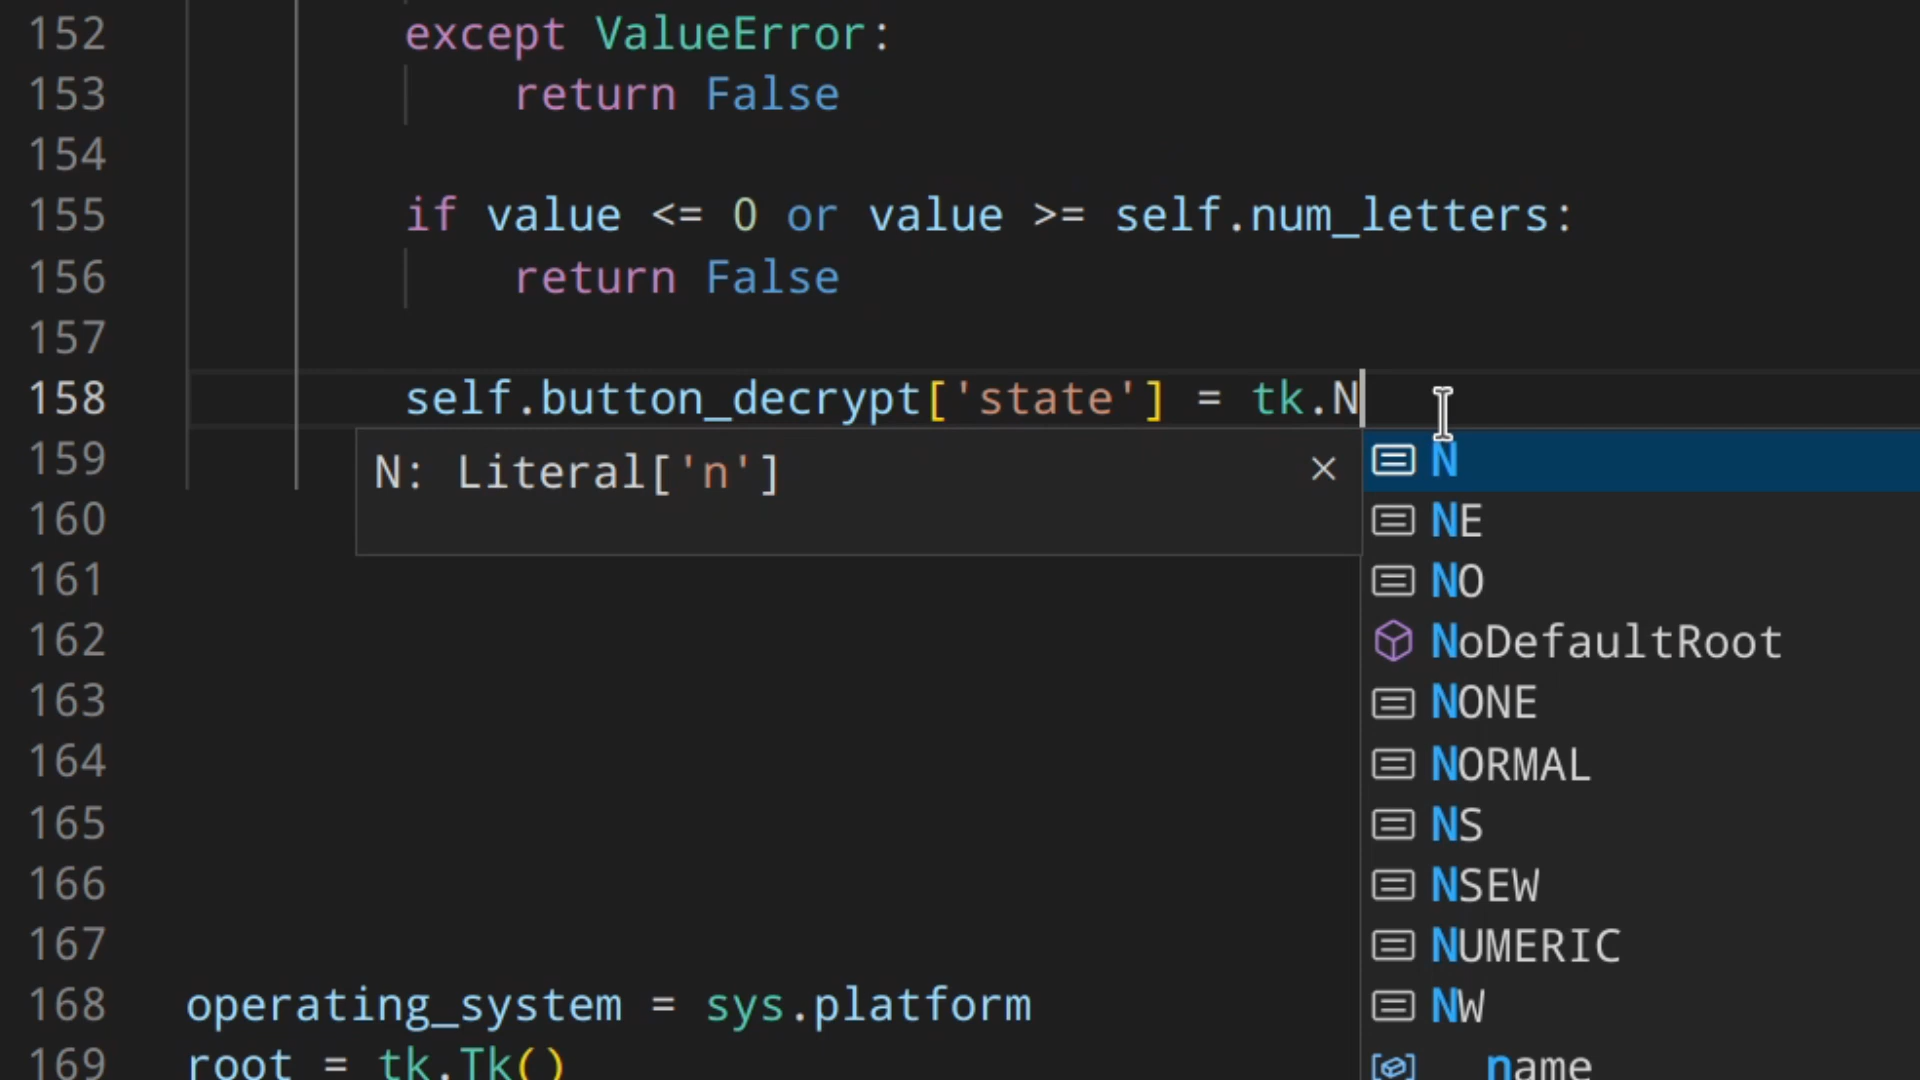 152 except ValueError:
153 return False
154
155 if value <= 0 or value >= self.num_letters:
156 return False
157
158 self.button_decrypt['state'] = tk.N
159
N: Literal['n'] ×
N
160
NE
161
NO
162
NoDefaultRoot
163
NONE
164
NORMAL
165
NS
166
NSEW
167
NUMERIC
168 operating_system = sys.platform
NW
169 root = tk.Tk()
__name__